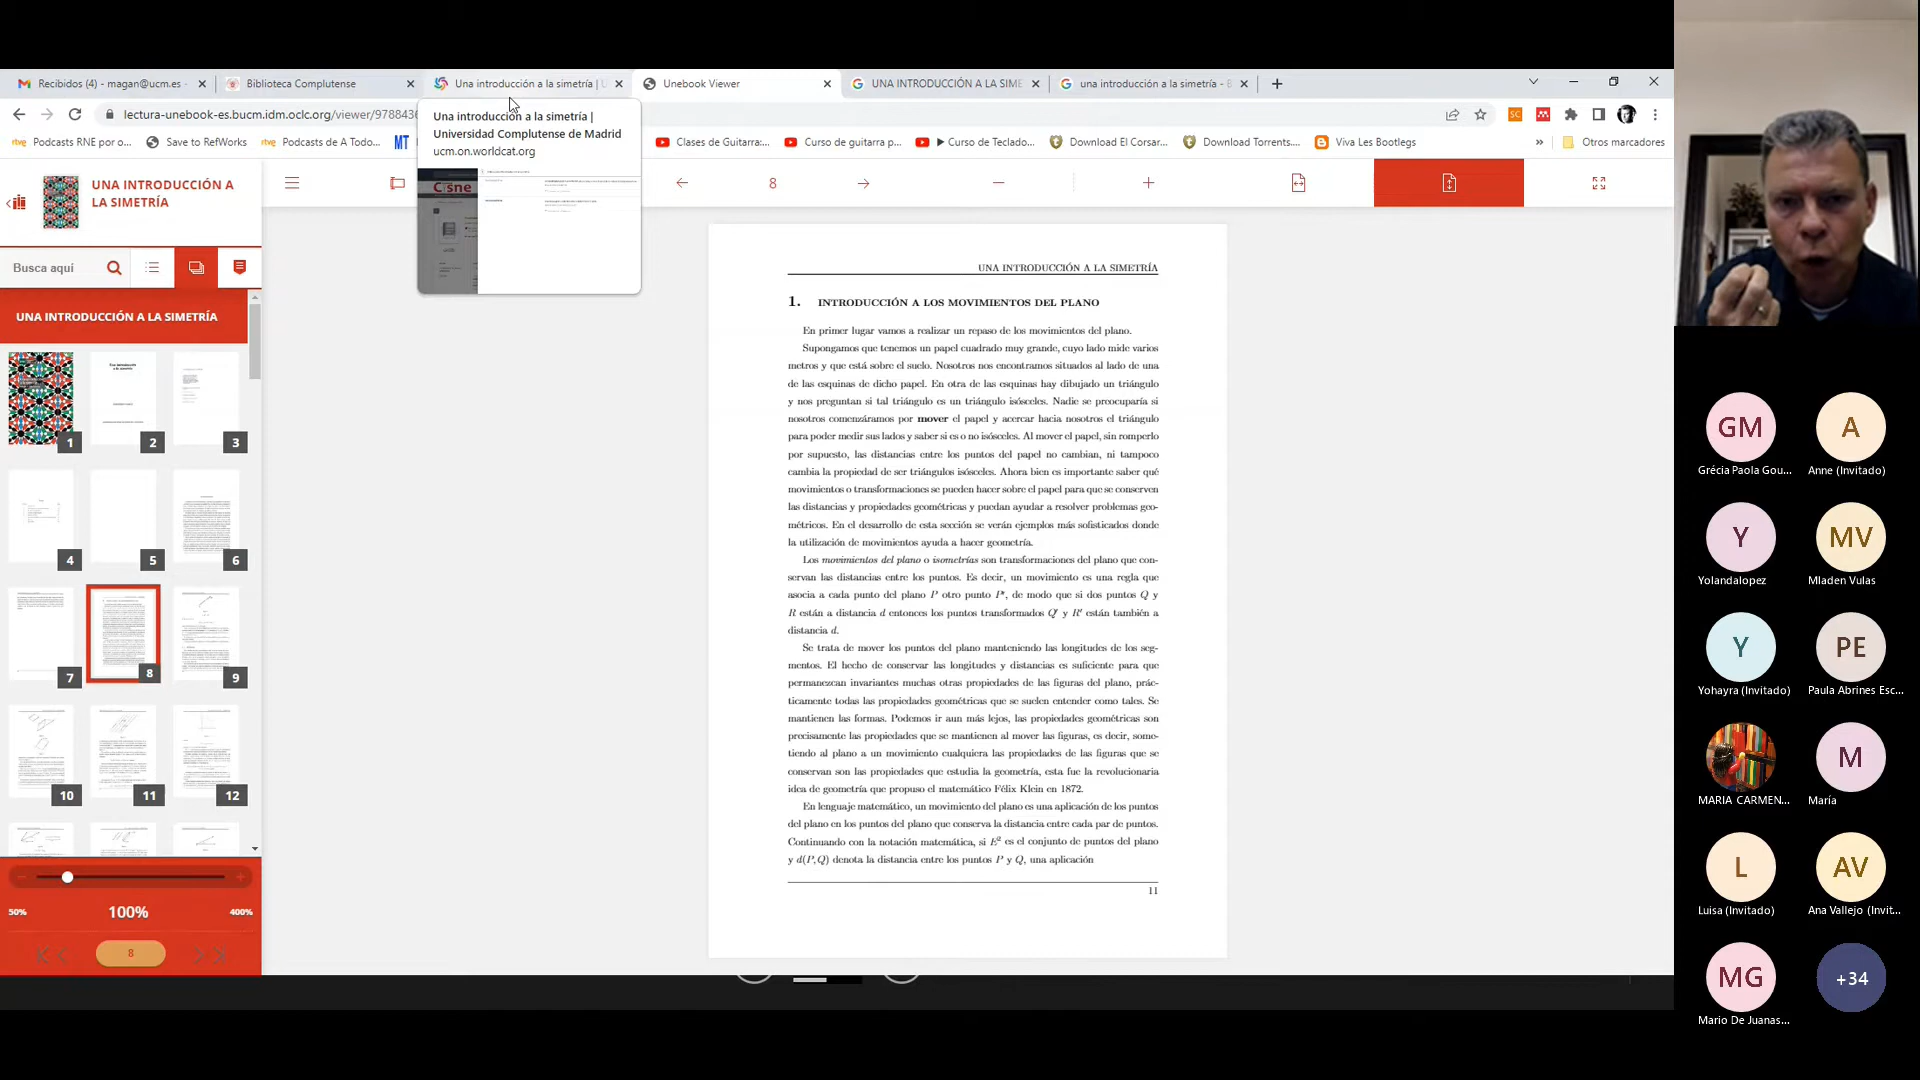 Recibidos (4) - magan@ucm.es -
Biblioteca Complutense
Una introducción a la simetría | U
Unebook Viewer
UNA INTRODUCCIÓN A LA SIME
una introducción a la simetría - B
lectura-unebook-es.bucm.idm.oclc.org/viewer/9788436
Una introducción a la simetría |
Universidad Complutense de Madrid
ucm.on.worldcat.org
Podcasts RNE por o...
Save to RefWorks
Podcasts de A Todo...
Clases de Guitarra:...
Curso de guitarra p...
Curso de Teclado...
Download El Corsar...
Download Torrents...
Viva Les Bootlegs
Otros marcadores
8
UNA INTRODUCCIÓN A
LA SIMETRÍA
Busca aquí
UNA INTRODUCCIÓN A LA SIMETRÍA
1
2
3
4
5
6
7
8
9
10
11
12
50%
100%
400%
8
UNA INTRODUCCIÓN A LA SIMETRÍA
1. INTRODUCCIÓN A LOS MOVIMIENTOS DEL PLANO
En primer lugar vamos a realizar un repaso de los movimientos del plano.
Supongamos que tenemos un papel cuadrado muy grande, cuyo lado mide varios
metros y que está sobre el suelo. Nosotros nos encontramos situados al lado de una
de las esquinas de dicho papel. En otra de las esquinas hay dibujado un triángulo
y nos preguntan si tal triángulo es un triángulo isósceles. Nadie se preocuparía si
nosotros comenzáramos por mover el papel y acercar hacia nosotros el triángulo
para poder medir sus lados y saber si es o no isósceles. Al mover el papel, sin romperlo
por supuesto, las distancias entre los puntos del papel no cambian, ni tampoco
cambia la propiedad de ser triángulos isósceles. Ahora bien es importante saber qué
movimientos o transformaciones se pueden hacer sobre el papel para que se conserven
las distancias y propiedades geométricas y puedan ayudar a resolver problemas geo-
métricos. En el desarrollo de esta sección se verán ejemplos más sofisticados donde
la utilización de movimientos ayuda a hacer geometría.
Los movimientos del plano o isometrías son transformaciones del plano que con-
servan las distancias entre los puntos. Es decir, un movimiento es una regla que
asocia a cada punto del plano P otro punto P*, de modo que si dos puntos Q y
R están a distancia d entonces los puntos transformados Q' y R' están también a
distancia d.
Se trata de mover los puntos del plano manteniendo las longitudes de los seg-
mentos. El hecho de conservar las longitudes y distancias es suficiente para que
permanezcan invariantes muchas otras propiedades de las figuras del plano, prác-
ticamente todas las propiedades geométricas que se suelen entender como tales. Se
mantienen las formas. Podemos ir aun más lejos, las propiedades geométricas son
precisamente las propiedades que se mantienen al mover las figuras, es decir, some-
tiendo al plano a un movimiento cualquiera las propiedades de las figuras que se
conservan son las propiedades que estudia la geometría, esta fue la revolucionaria
idea de geometría que propuso el matemático Félix Klein en 1872.
En lenguaje matemático, un movimiento del plano es una aplicación de los puntos
del plano en los puntos del plano que conserva la distancia entre cada par de puntos.
Continuando con la notación matemática, si E² es el conjunto de puntos del plano
y d(P,Q) denota la distancia entre los puntos P y Q, una aplicación
11
GM
Grécia Paola Gou...
A
Anne (Invitado)
Y
Yolandalopez
MV
Mladen Vulas
Y
Yohayra (Invitado)
PE
Paula Abrines Esc...
MARIA CARMEN...
M
María
L
Luisa (Invitado)
AV
Ana Vallejo (Invit...
MG
Mario De Juanas...
+34